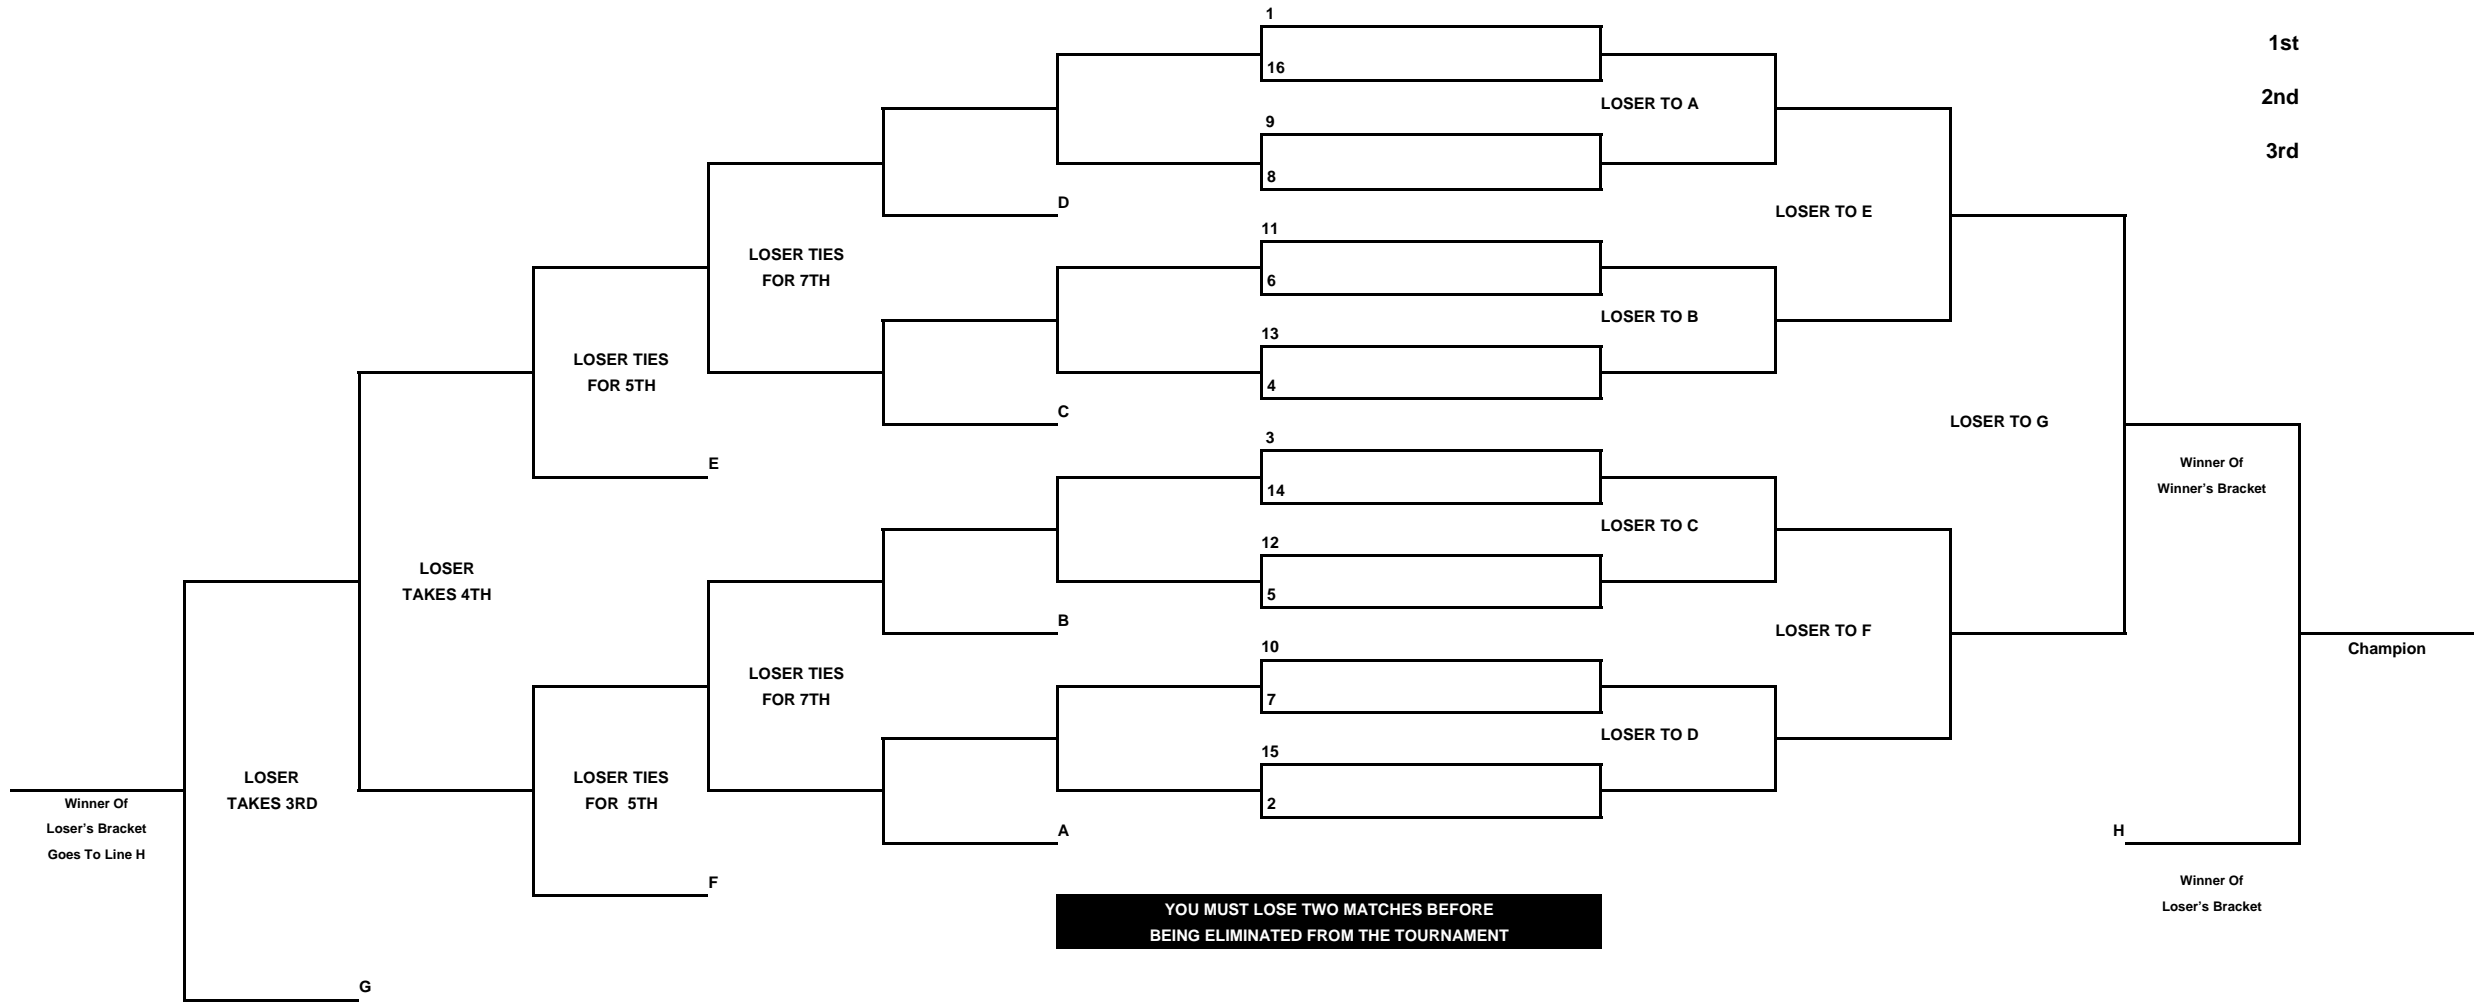 1
16
9
8
11
6
13
4
3
14
12
5
10
7
15
2
LOSER TO A
LOSER TO B
LOSER TO C
LOSER TO D
LOSER TO E
LOSER TO F
LOSER TO G
1st
2nd
3rd
Winner Of
Winner's Bracket
Champion
H
Winner Of
Loser's Bracket
D
C
B
A
LOSER TIES
FOR 7TH
LOSER TIES
FOR 7TH
E
F
LOSER TIES
FOR 5TH
LOSER TIES
FOR  5TH
LOSER
TAKES 4TH
G
LOSER
TAKES 3RD
Winner Of
Loser's Bracket
Goes To Line H
YOU MUST LOSE TWO MATCHES BEFORE
BEING ELIMINATED FROM THE TOURNAMENT